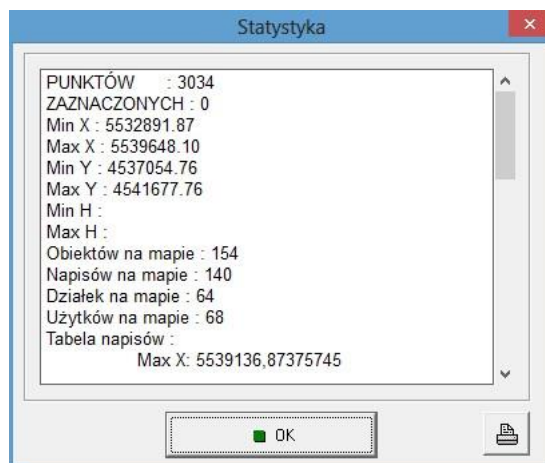 Statystyka
PUNKTÓW : 3034
ZAZNACZONYCH : 0
Min X : 5532891.87
Max X : 5539648.10
Min Y : 4537054.76
Max Y : 4541677.76
Min H :
Max H :
Obiektów na mapie : 154
Napisów na mapie : 140
Działek na mapie : 64
Użytków na mapie : 68
Tabela napisów :
Max X: 5539136,87375745
OK